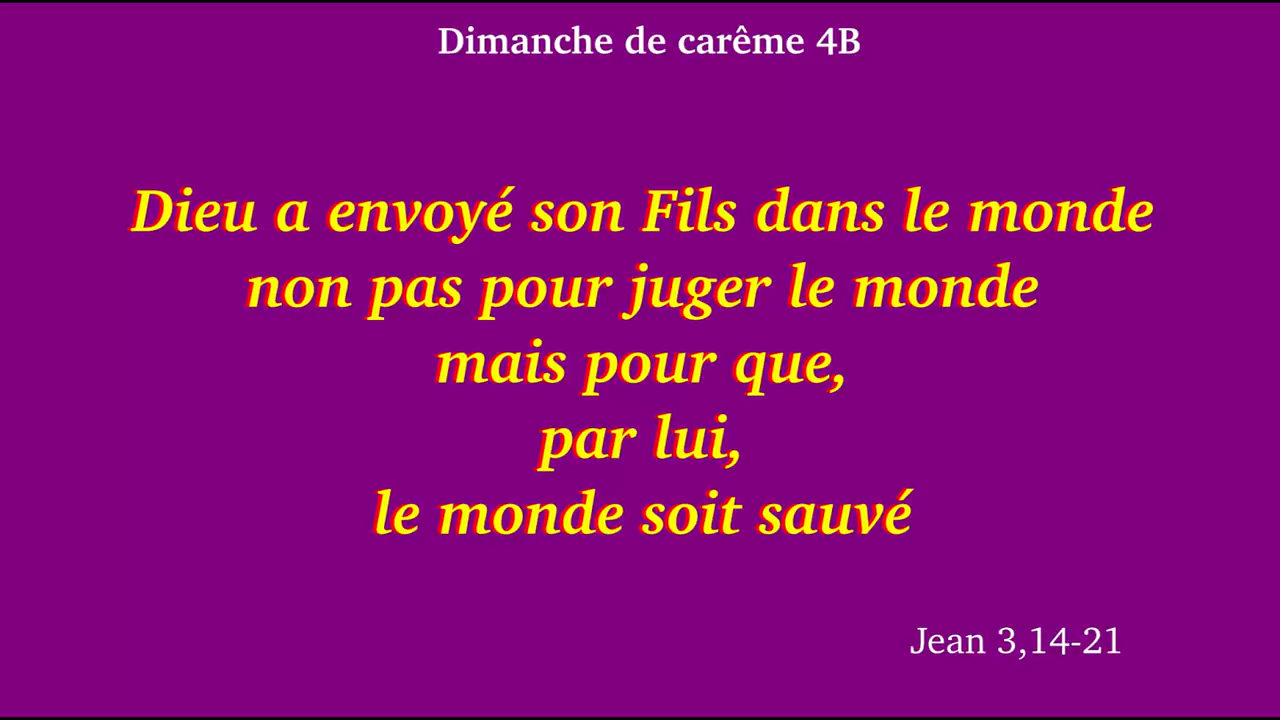 Dimanche de carême 4B
Dieu a envoyé son Fils dans le monde
non pas pour juger le monde
mais pour que,
par lui,
le monde soit sauvé
Jean 3,14-21